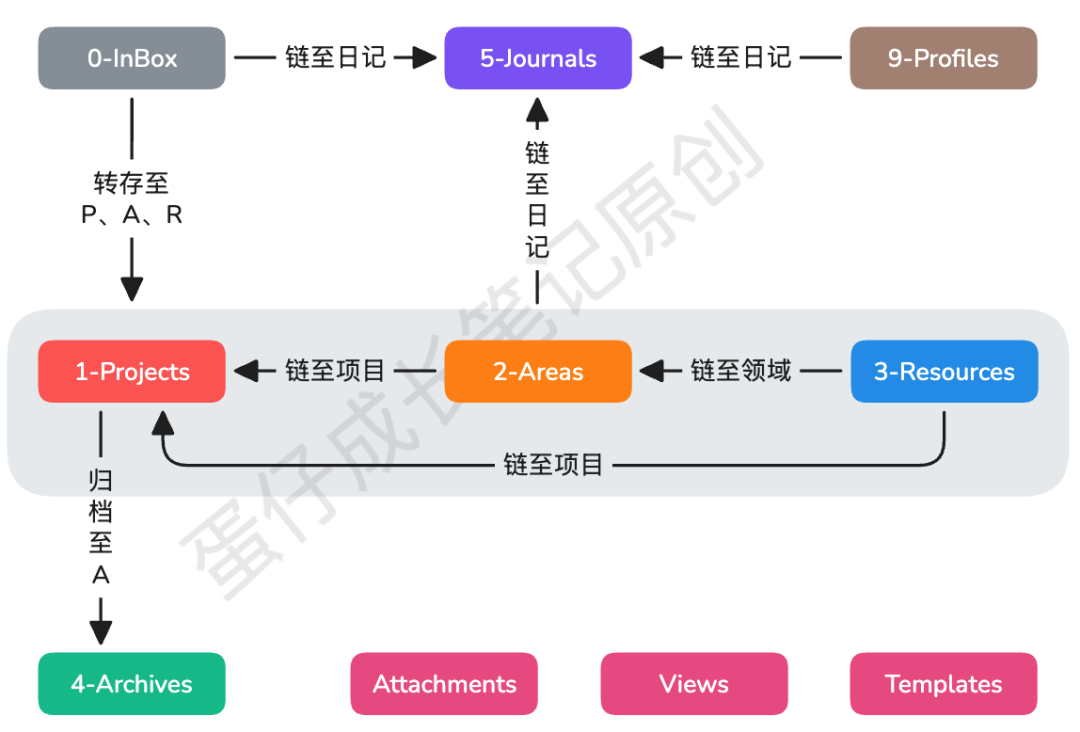 0-InBox
链至日记
5-Journals
链至日记
9-Profiles
转存至
P、A、R
链至日记
1-Projects
链至项目
2-Areas
链至领域
3-Resources
链至项目
归档至A
4-Archives
Attachments
Views
Templates
蛋仔成长笔记原创